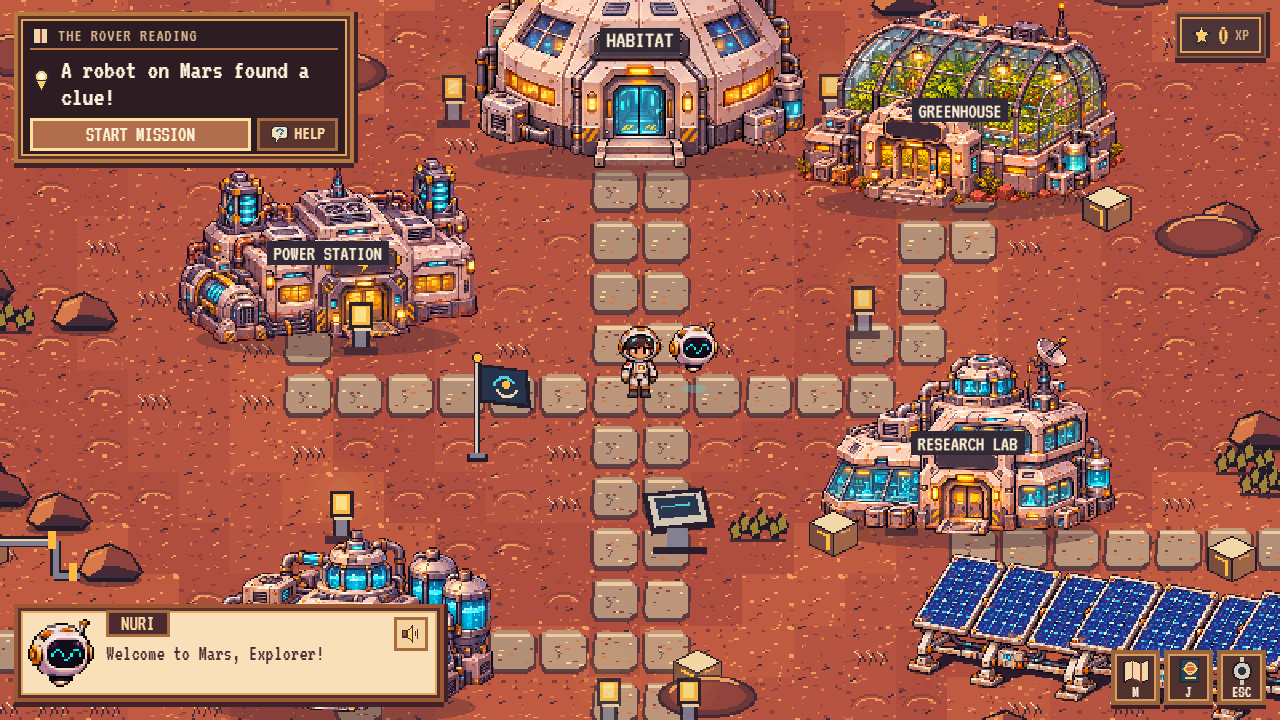 THE ROVER READING
A robot on Mars found a
clue!
START MISSION
HELP
0 XP
HABITAT
GREENHOUSE
POWER STATION
RESEARCH LAB
NURI
Welcome to Mars, Explorer!
M
J
ESC